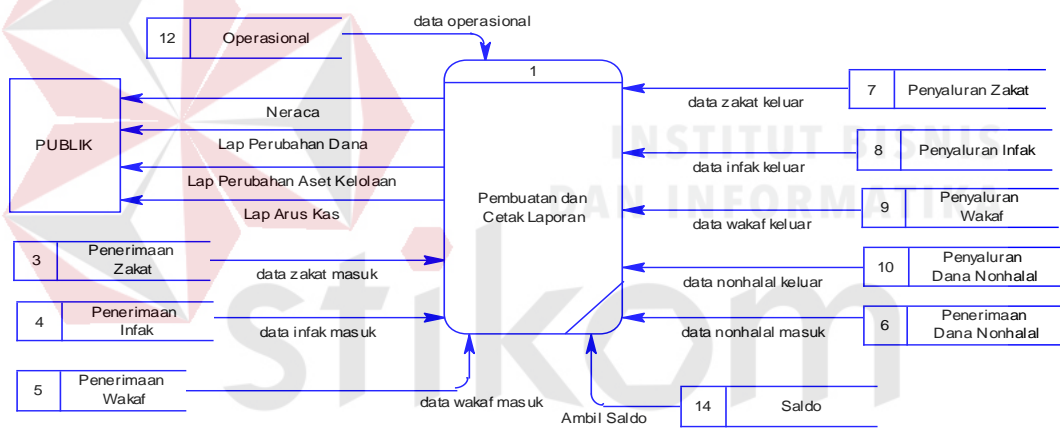 data operasional
12
Operasional
1
PUBLIK
Neraca
Lap Perubahan Dana
Lap Perubahan Aset Kelolaan
Lap Arus Kas
Pembuatan dan
Cetak Laporan
data zakat keluar
7
Penyaluran Zakat
data infak keluar
8
Penyaluran Infak
data wakaf keluar
9
Penyaluran
Wakaf
data nonhalal keluar
10
Penyaluran
Dana Nonhalal
data nonhalal masuk
6
Penerimaan
Dana Nonhalal
3
Penerimaan
Zakat
data zakat masuk
4
Penerimaan
Infak
data infak masuk
5
Penerimaan
Wakaf
data wakaf masuk
Ambil Saldo
14
Saldo
INSTITUT BISNIS
DAN INFORMATIKA
stikom